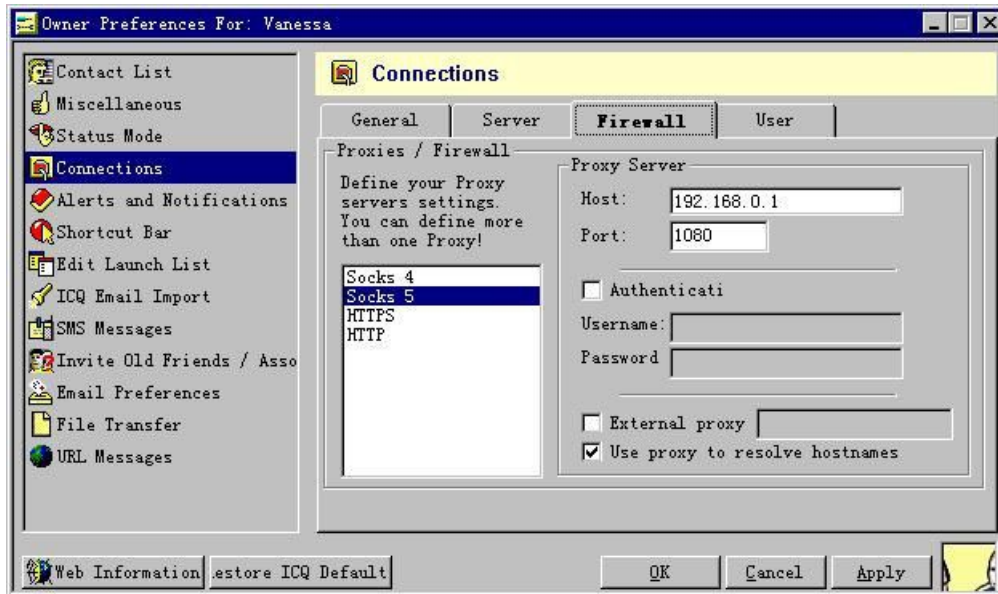 Owner Preferences For: Vanessa
Contact List
Miscellaneous
Status Mode
Connections
Alerts and Notifications
Shortcut Bar
Edit Launch List
ICQ Email Import
SMS Messages
Invite Old Friends / Asso
Email Preferences
File Transfer
URL Messages
Connections
General Server Firewall User
Proxies / Firewall
Define your Proxy
servers settings.
You can define more
than one Proxy!
Socks 4
Socks 5
HTTPS
HTTP
Proxy Server
Host: 192.168.0.1
Port: 1080
Authenticati
Username:
Password
External proxy
Use proxy to resolve hostnames
Web Information .estore ICQ Default OK Cancel Apply